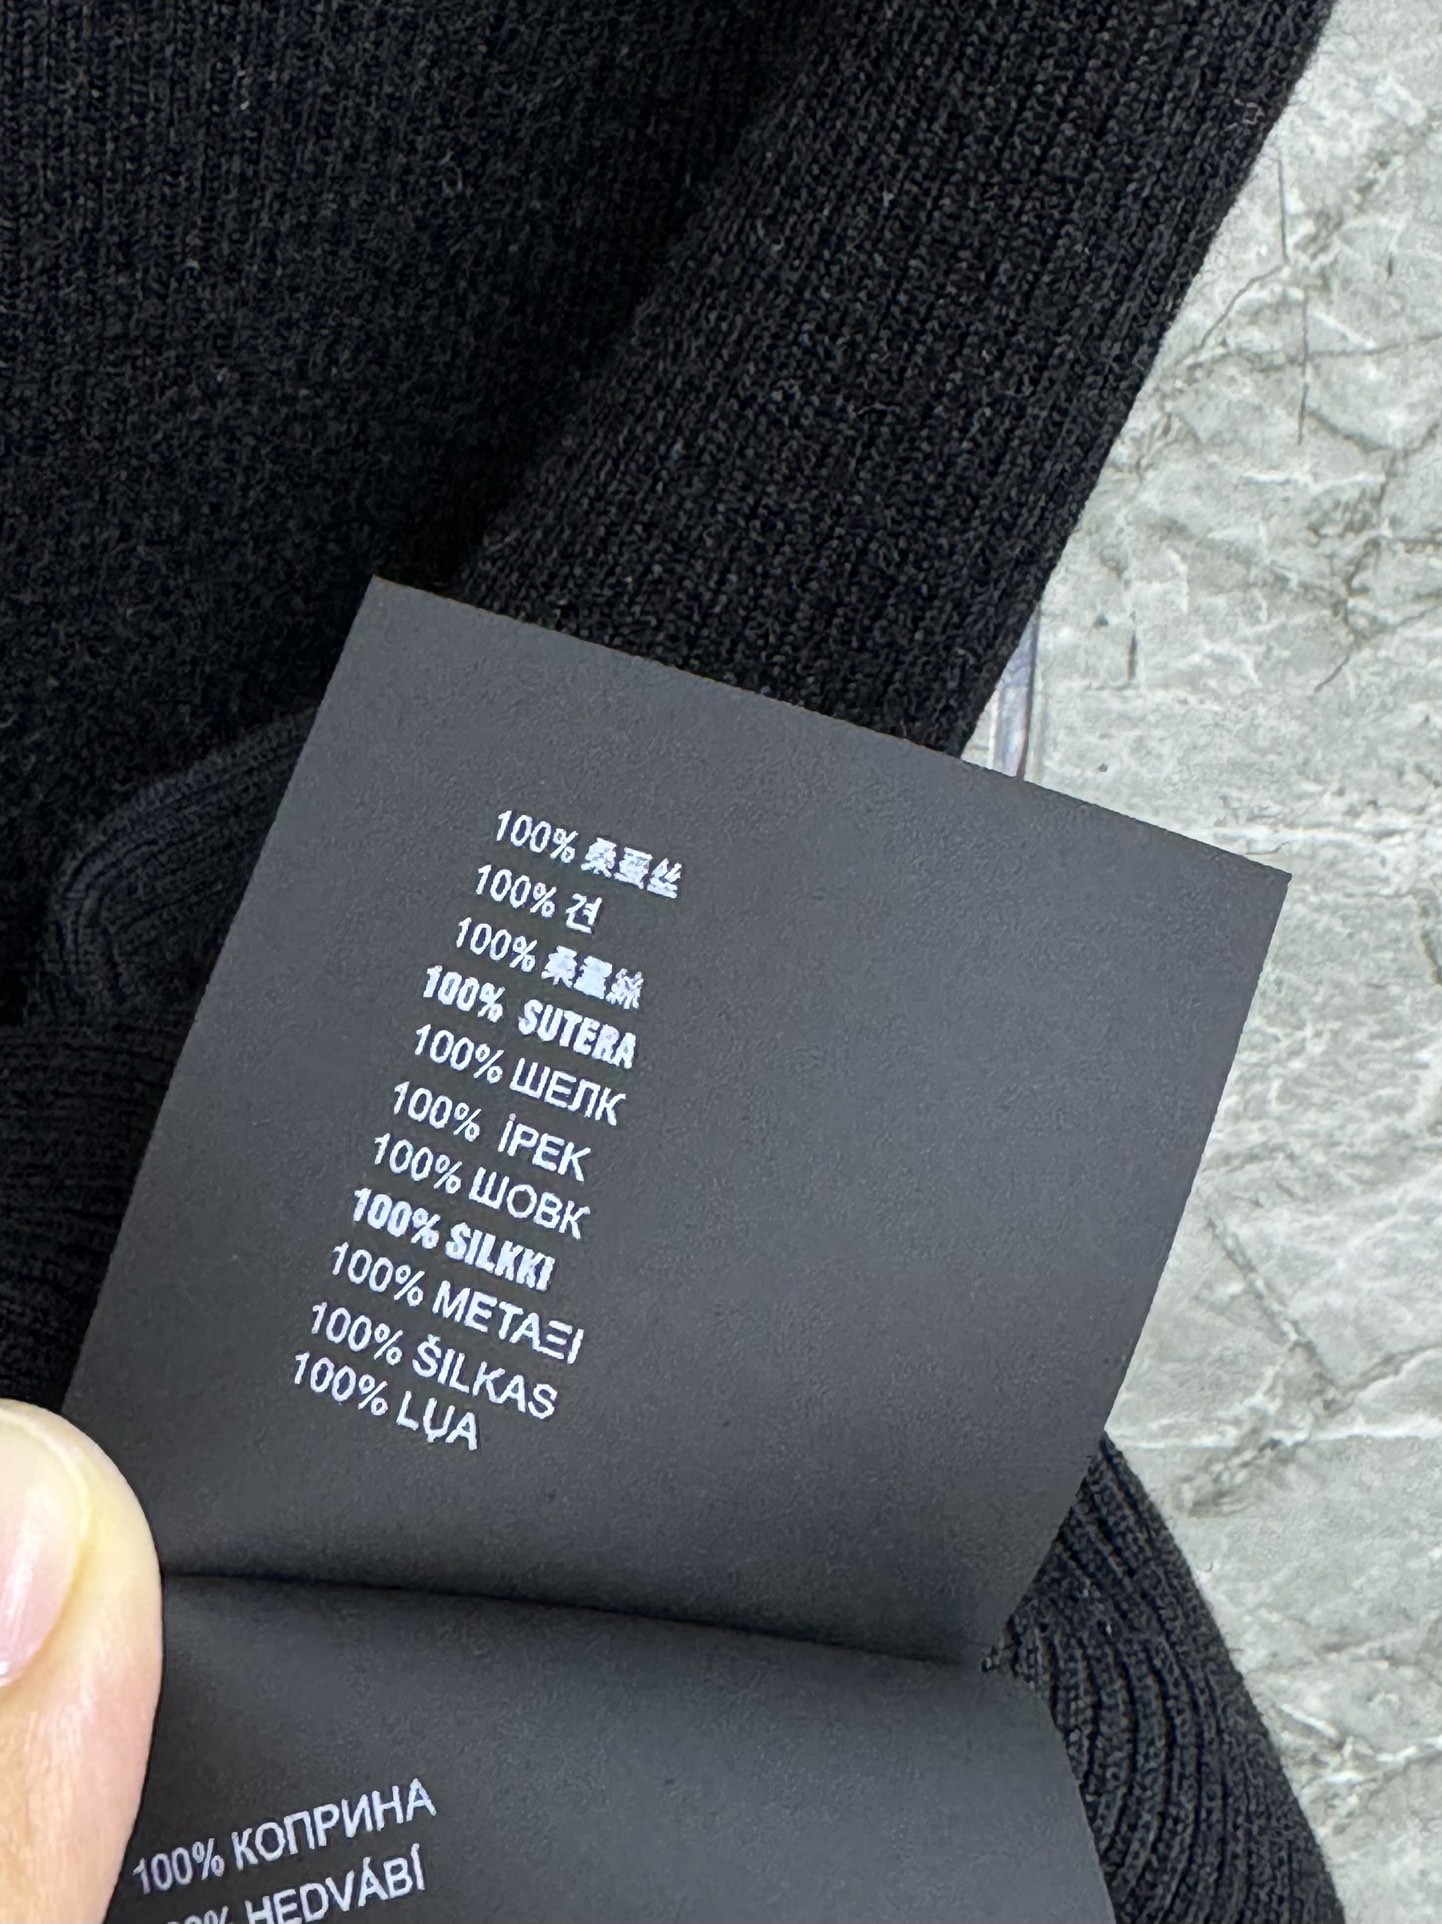 100% 桑蚕丝
100% 견
100% 桑蠶絲
100% SUTERA
100% ШЕЛК
100% İPEK
100% ШОВК
100% SILKKI
100% ΜΕΤΑΞΙ
100% ŠILKAS
100% LỤA
100% КОПРИНА
100% HEDVÁBÍ